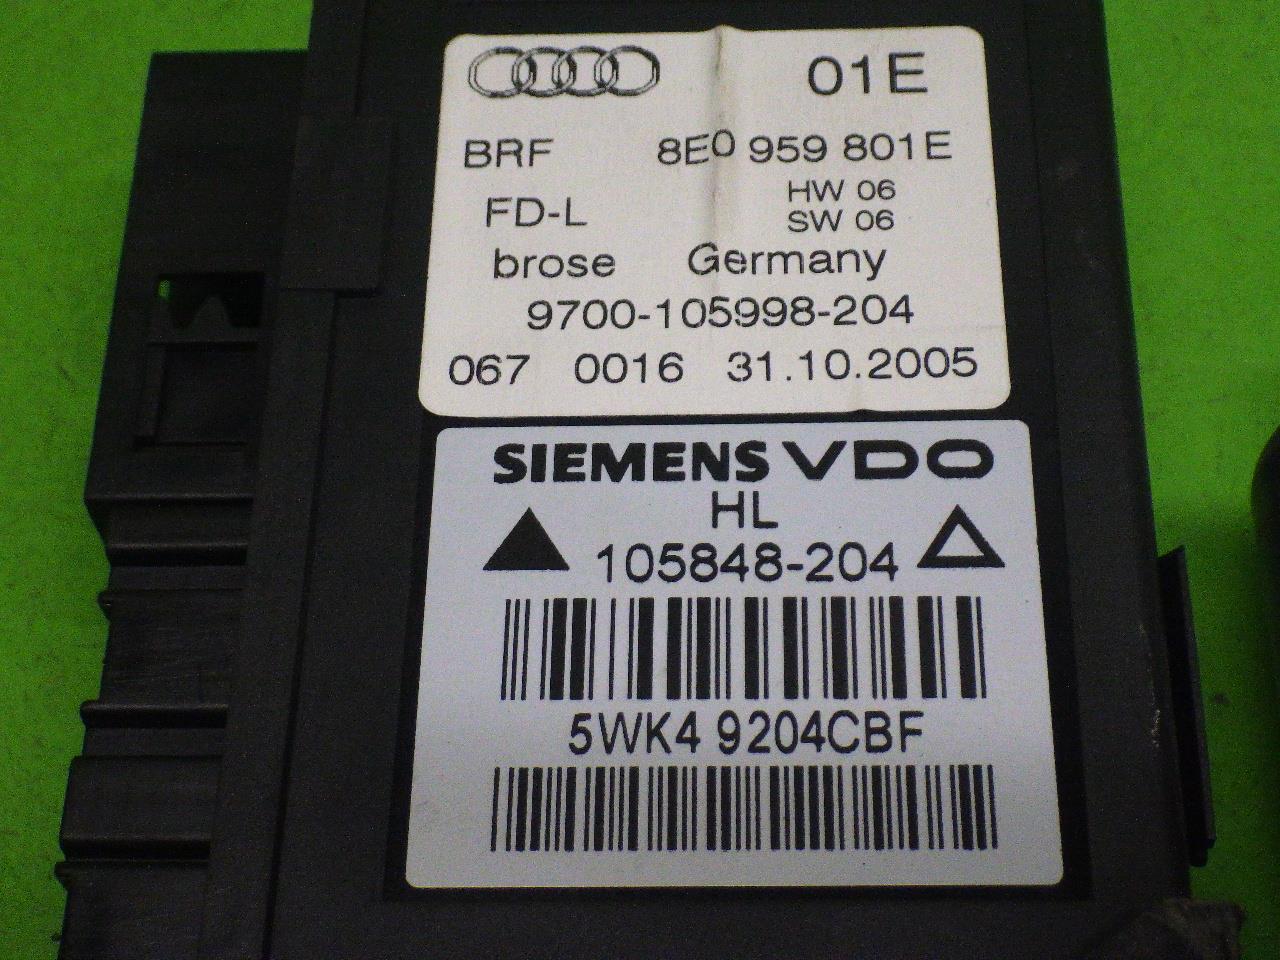 01E
BRF 8E0 959 801E
HW 06
FD-L
SW 06
brose Germany
9700-105998-204
067 0016 31.10.2005
SIEMENS VDO
HL
105848-204
5WK4 9204CBF